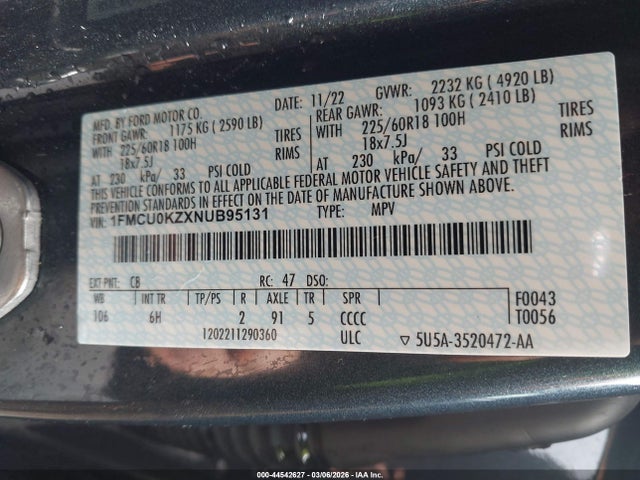 MFD. BY FORD MOTOR CO.
DATE: 11/22 GVWR: 2232 KG ( 4920 LB)
FRONT GAWR: 1175 KG ( 2590 LB)
REAR GAWR: 1093 KG ( 2410 LB)
WITH 225/60R18 100H TIRES
WITH 225/60R18 100H TIRES
18x7.5J RIMS
18x7.5J RIMS
AT 230 kPa/ 33 PSI COLD
AT 230 kPa/ 33 PSI COLD
THIS VEHICLE CONFORMS TO ALL APPLICABLE FEDERAL MOTOR VEHICLE SAFETY AND THEFT
PREVENTION STANDARDS IN EFFECT ON THE DATE OF MANUFACTURE SHOWN ABOVE.
VIN: 1FMCU0KZXNUB95131 TYPE: MPV
EXT PNT: CB RC: 47 DSO:
WB INT TR TP/PS R AXLE TR SPR
106 6H 2 91 5 CCCC
F0043
T0056
1202211290360 ULC ▽ 5U5A-3520472-AA
000-44542627 - 03/06/2026 - IAA Inc.